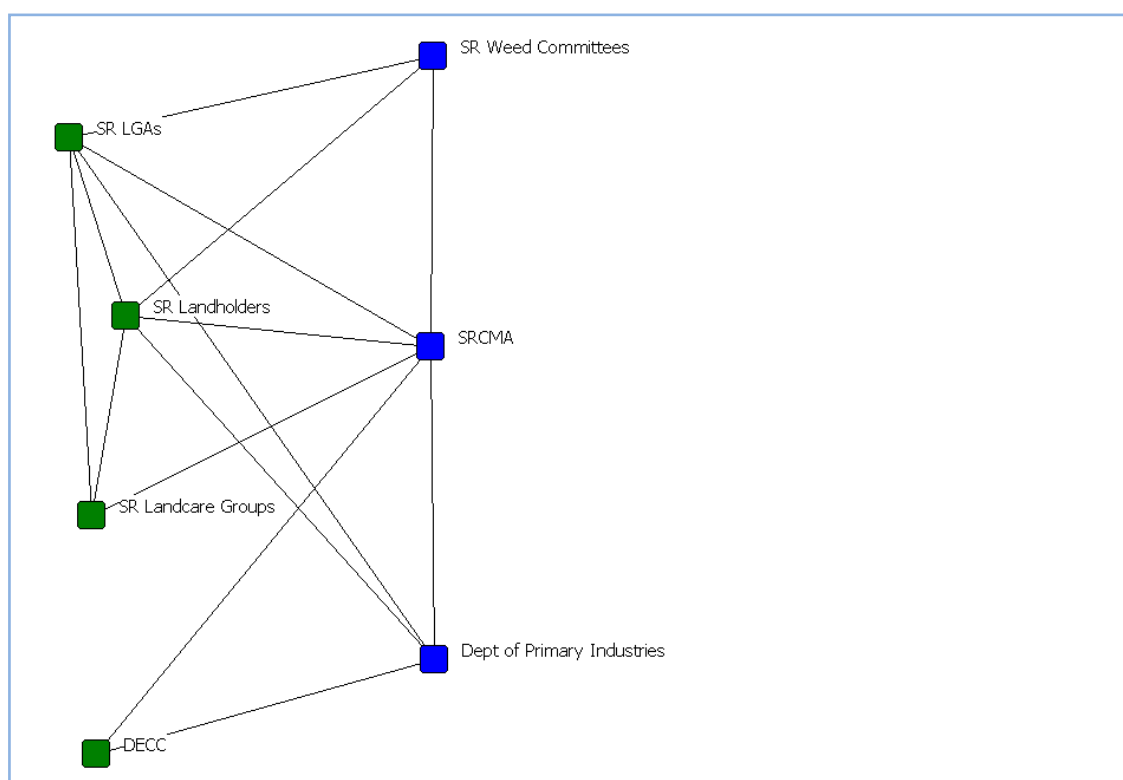 SR Weed Committees
SR LGAs
SR Landholders
SRCMA
SR Landcare Groups
Dept of Primary Industries
DECC